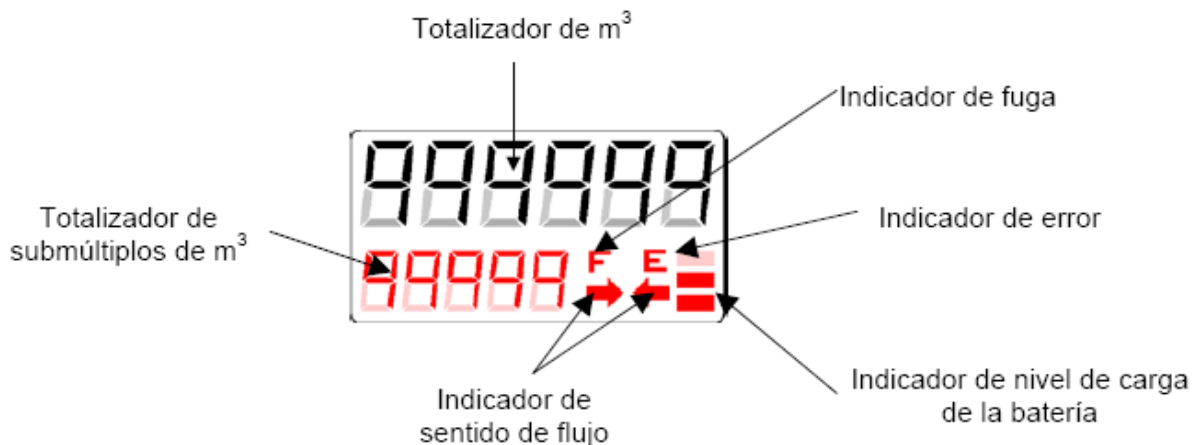 Totalizador de m³
Indicador de fuga
999999
Totalizador de
submúltiplos de m³
Indicador de error
99999 F E
Indicador de
sentido de flujo
Indicador de nivel de carga
de la batería